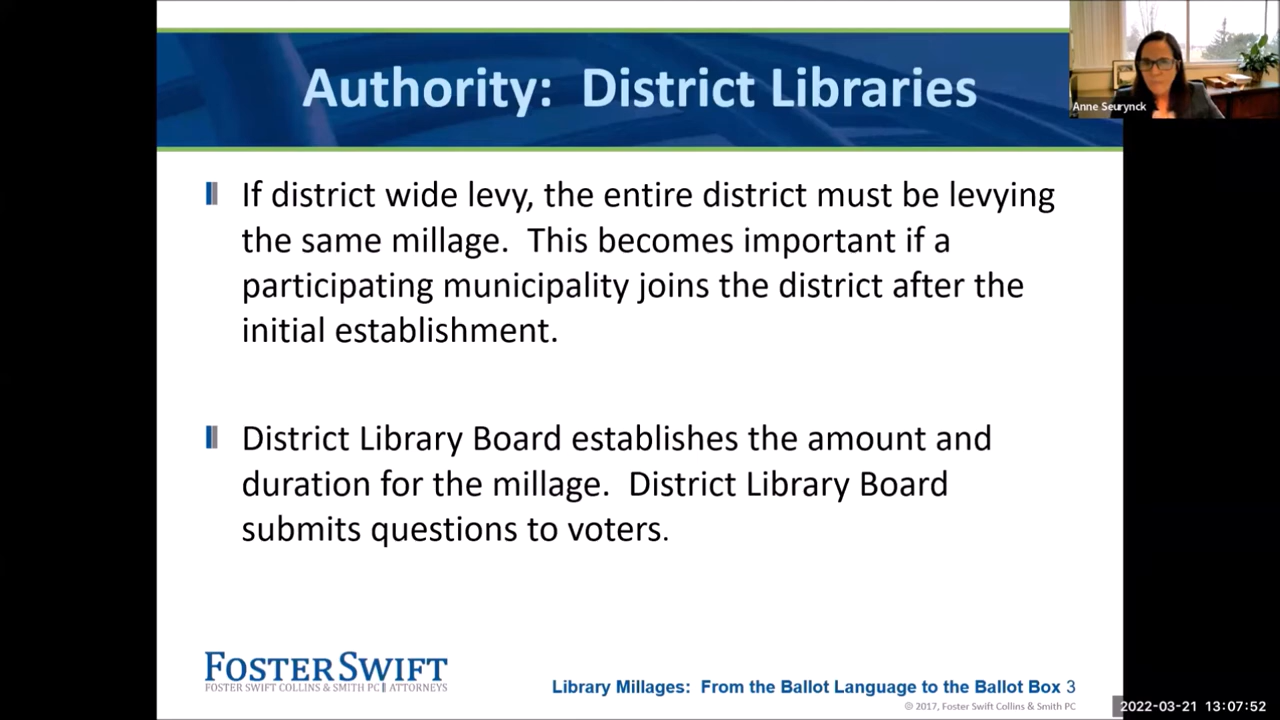 Authority: District Libraries
Anne Seurynck
If district wide levy, the entire district must be levying
the same millage. This becomes important if a
participating municipality joins the district after the
initial establishment.
District Library Board establishes the amount and
duration for the millage. District Library Board
submits questions to voters.
FOSTER SWIFT
FOSTER SWIFT COLLINS & SMITH PC || ATTORNEYS
Library Millages: From the Ballot Language to the Ballot Box 3
© 2017, Foster Swift Collins & Smith PC
2022-03-21 13:07:52